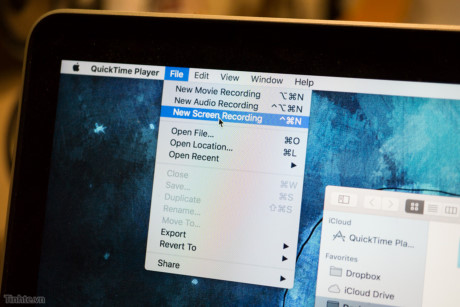 QuickTime Player File Edit View Window Help
New Movie Recording ⌥⌘N
New Audio Recording ^⌥⌘N
New Screen Recording ^⌘N
Open File... ⌘O
Open Location... ⌘L
Open Recent ▶
Close ⌘W
Save... ⌘S
Duplicate ⇧⌘S
Rename...
Move To...
Export
Revert To ▶
Share ▶
iCloud
QuickTime Pla...
Favorites
Dropbox
iCloud Drive
Tinhte.vn